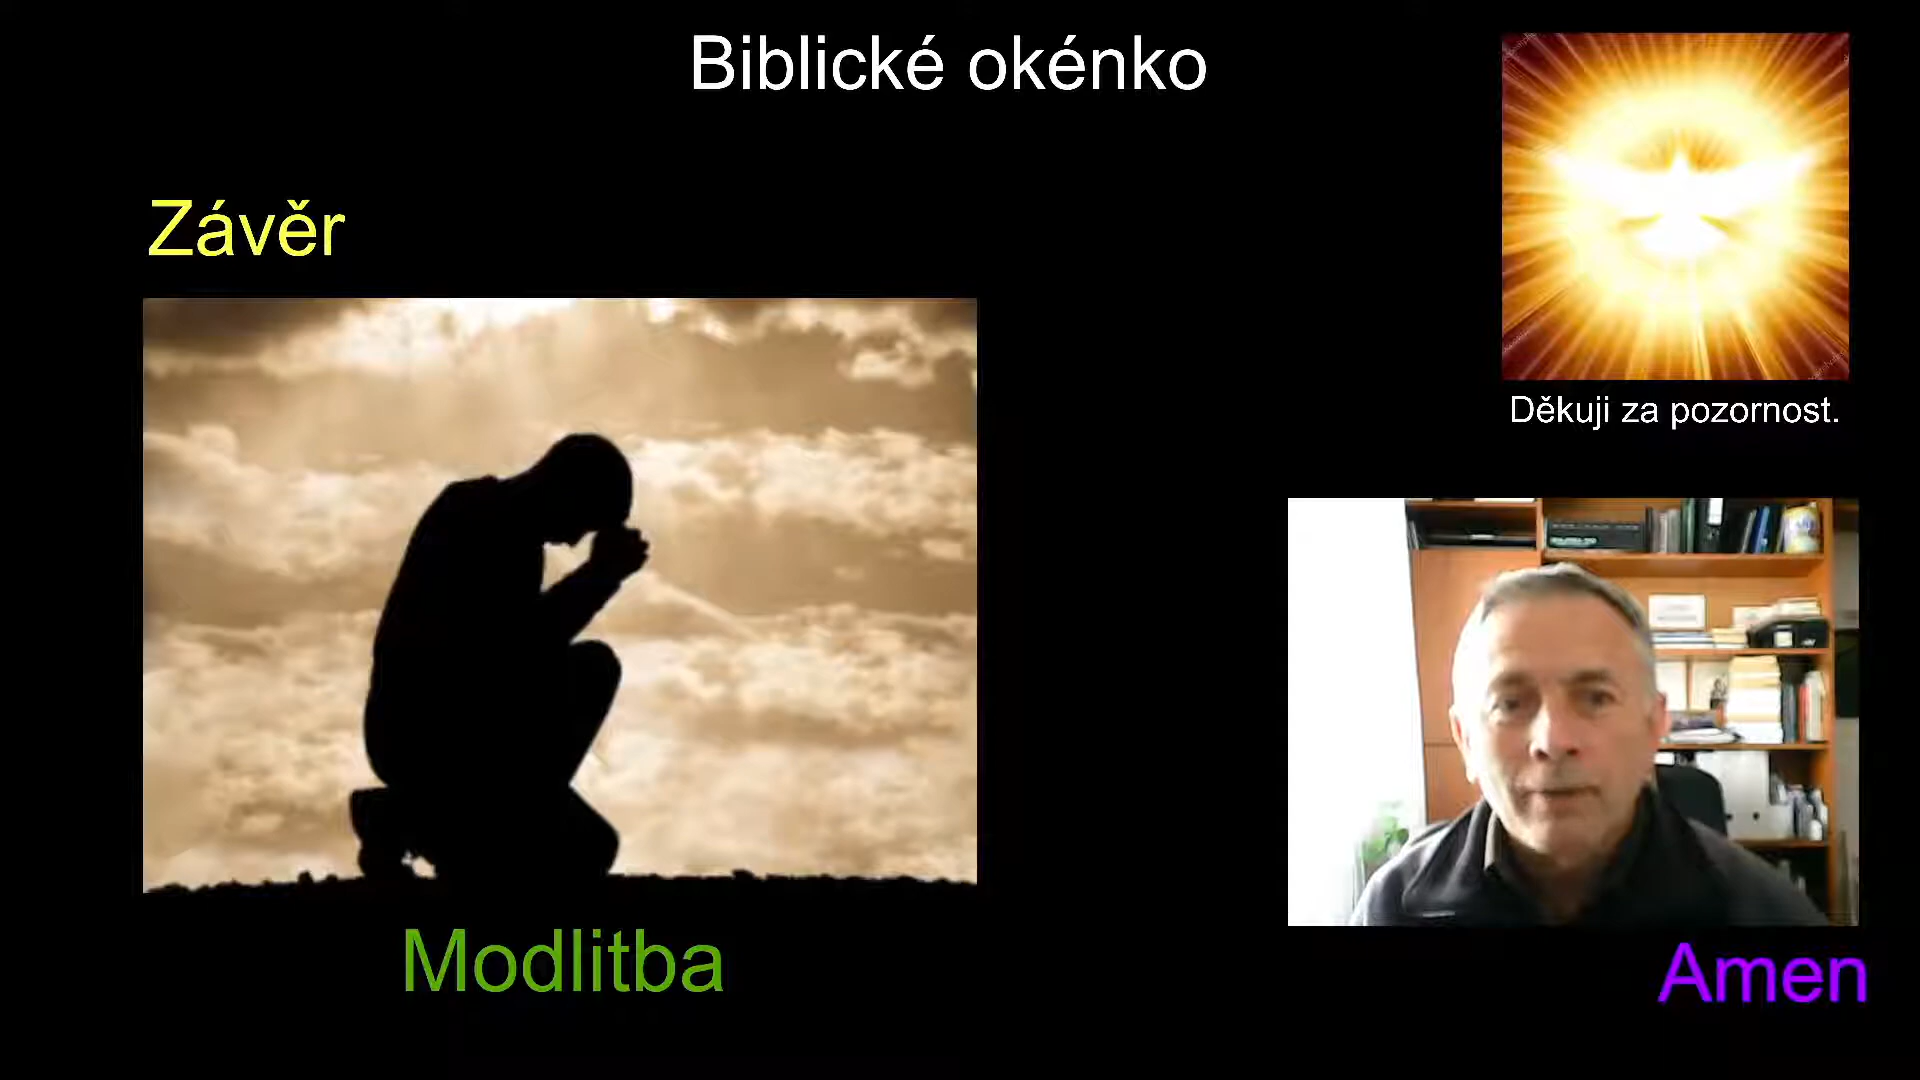 Biblické okénko
Závěr
Děkuji za pozornost.
Modlitba
Amen